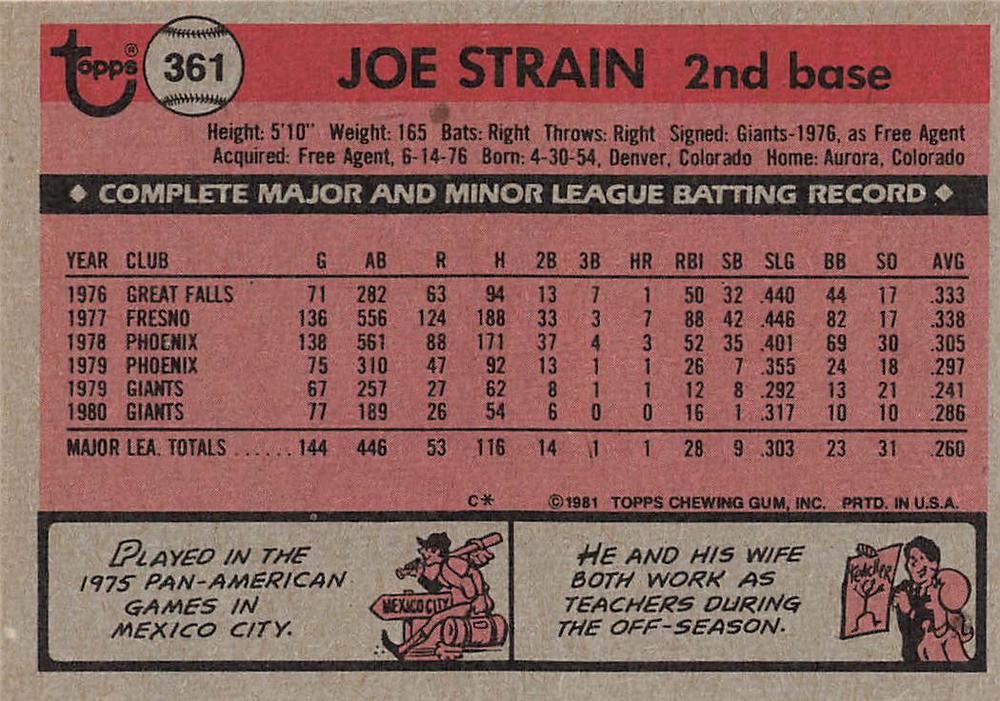 Topps® 361 JOE STRAIN 2nd base
Height: 5'10" Weight: 165 Bats: Right Throws: Right Signed: Giants-1976, as Free Agent
Acquired: Free Agent, 6-14-76 Born: 4-30-54, Denver, Colorado Home: Aurora, Colorado
◆ COMPLETE MAJOR AND MINOR LEAGUE BATTING RECORD ◆
YEAR CLUB G AB R H 2B 3B HR RBI SB SLG BB SO AVG
1976 GREAT FALLS 71 282 63 94 13 7 1 50 32 .440 44 17 .333
1977 FRESNO 136 556 124 188 33 3 7 88 42 .446 82 17 .338
1978 PHOENIX 138 561 88 171 37 4 3 52 35 .401 69 30 .305
1979 PHOENIX 75 310 47 92 13 1 1 26 7 .355 24 18 .297
1979 GIANTS 67 257 27 62 8 1 1 12 8 .292 13 21 .241
1980 GIANTS 77 189 26 54 6 0 0 16 1 .317 10 10 .286
MAJOR LEA. TOTALS ...... 144 446 53 116 14 1 1 28 9 .303 23 31 .260
C* ©1981 TOPPS CHEWING GUM, INC. PRTD. IN U.S.A.
PLAYED IN THE
1975 PAN-AMERICAN
GAMES IN
MEXICO CITY.
MEXICO CITY
HE AND HIS WIFE
BOTH WORK AS
TEACHERS DURING
THE OFF-SEASON.
Teacher